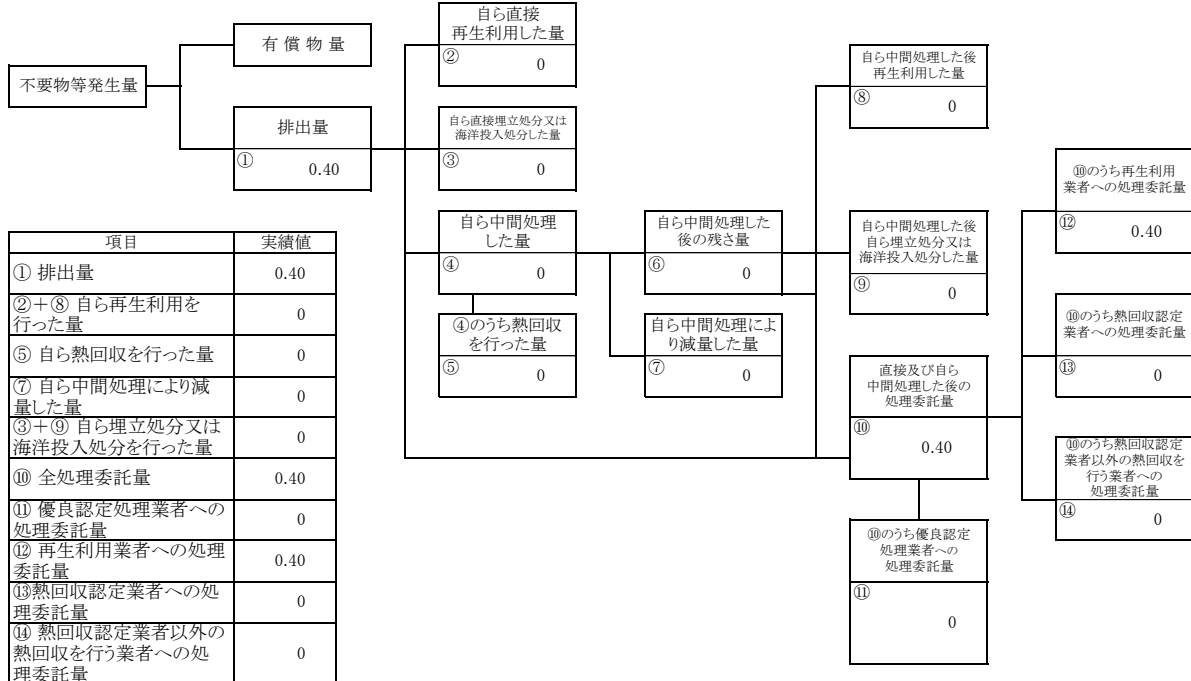 不要物等発生量
有 償 物 量
排出量
①
0.40
自ら直接
再生利用した量
②
0
自ら直接埋立処分又は
海洋投入処分した量
③
0
自ら中間処理
した量
④
0
④のうち熱回収
を行った量
⑤
0
自ら中間処理した
後の残さ量
⑥
0
自ら中間処理によ
り減量した量
⑦
0
自ら中間処理した後
再生利用した量
⑧
0
自ら中間処理した後
自ら埋立処分又は
海洋投入処分した量
⑨
0
直接及び自ら
中間処理した後の
処理委託量
⑩
0.40
⑩のうち優良認定
処理業者への
処理委託量
⑪
0
⑩のうち再生利用
業者への処理委託量
⑫
0.40
⑩のうち熱回収認定
業者への処理委託量
⑬
0
⑩のうち熱回収認定
業者以外の熱回収を
行う業者への
処理委託量
⑭
0
項目 実績値
① 排出量 0.40
②＋⑧ 自ら再生利用を
行った量 0
⑤ 自ら熱回収を行った量 0
⑦ 自ら中間処理により減
量した量 0
③＋⑨ 自ら埋立処分又は
海洋投入処分を行った量 0
⑩ 全処理委託量 0.40
⑪ 優良認定処理業者への
処理委託量 0
⑫ 再生利用業者への処理
委託量 0.40
⑬熱回収認定業者への処
理委託量 0
⑭ 熱回収認定業者以外の
熱回収を行う業者への処
理委託量 0